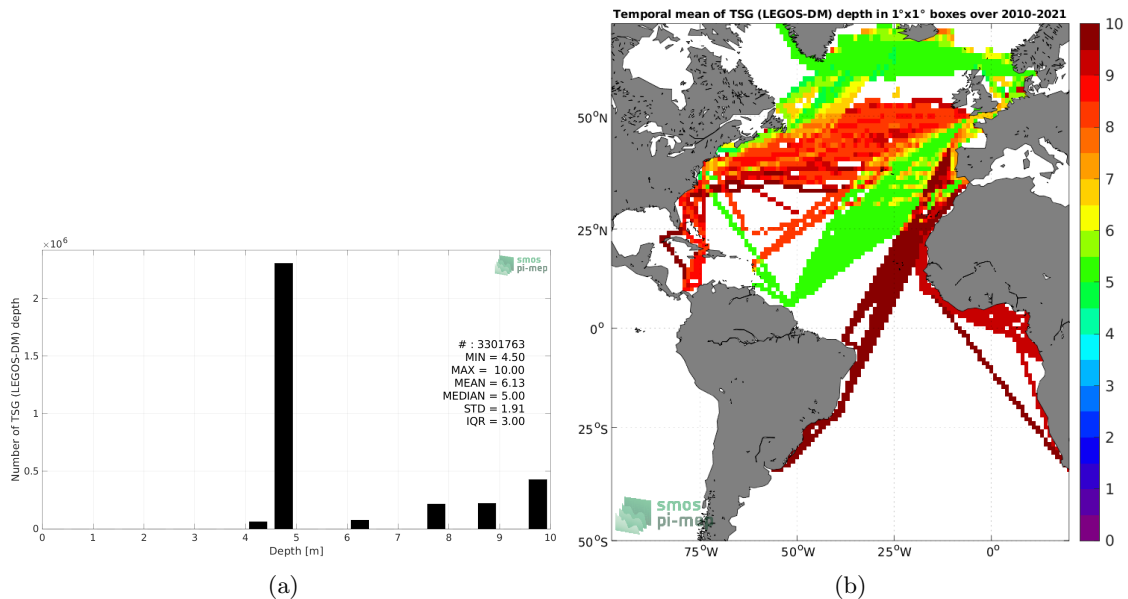 Temporal mean of TSG (LEGOS-DM) depth in 1°x1° boxes over 2010-2021
×10^6
smos
pi-mep
# : 3301763
MIN = 4.50
MAX = 10.00
MEAN = 6.13
MEDIAN = 5.00
STD = 1.91
IQR = 3.00
Number of TSG (LEGOS-DM) depth
2
1.5
1
0.5
0
0 1 2 3 4 5 6 7 8 9 10
Depth [m]
(a)
50°N
25°N
0°
25°S
50°S
75°W 50°W 25°W 0°
smos
pi-mep
10
9
8
7
6
5
4
3
2
1
0
(b)